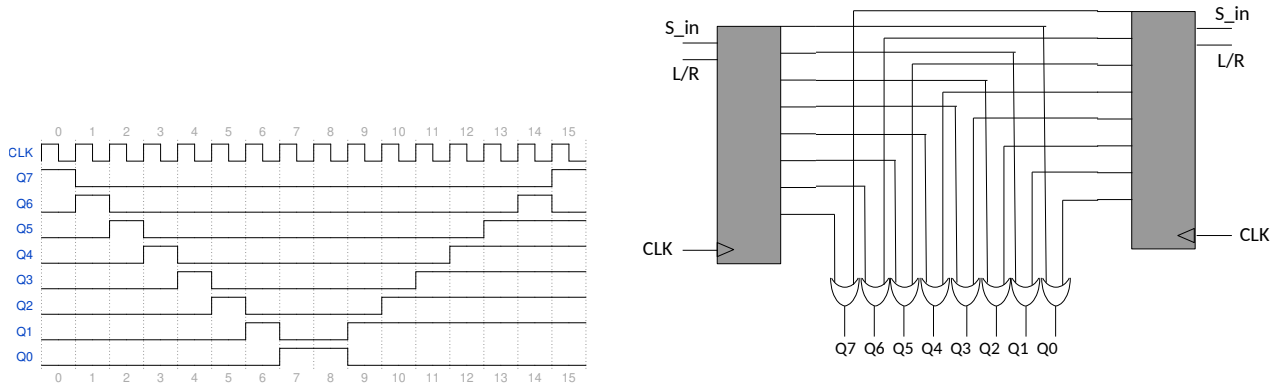 0 1 2 3 4 5 6 7 8 9 10 11 12 13 14 15
CLK
Q7
Q6
Q5
Q4
Q3
Q2
Q1
Q0
0 1 2 3 4 5 6 7 8 9 10 11 12 13 14 15
S_in
L/R
CLK
S_in
L/R
CLK
Q7 Q6 Q5 Q4 Q3 Q2 Q1 Q0